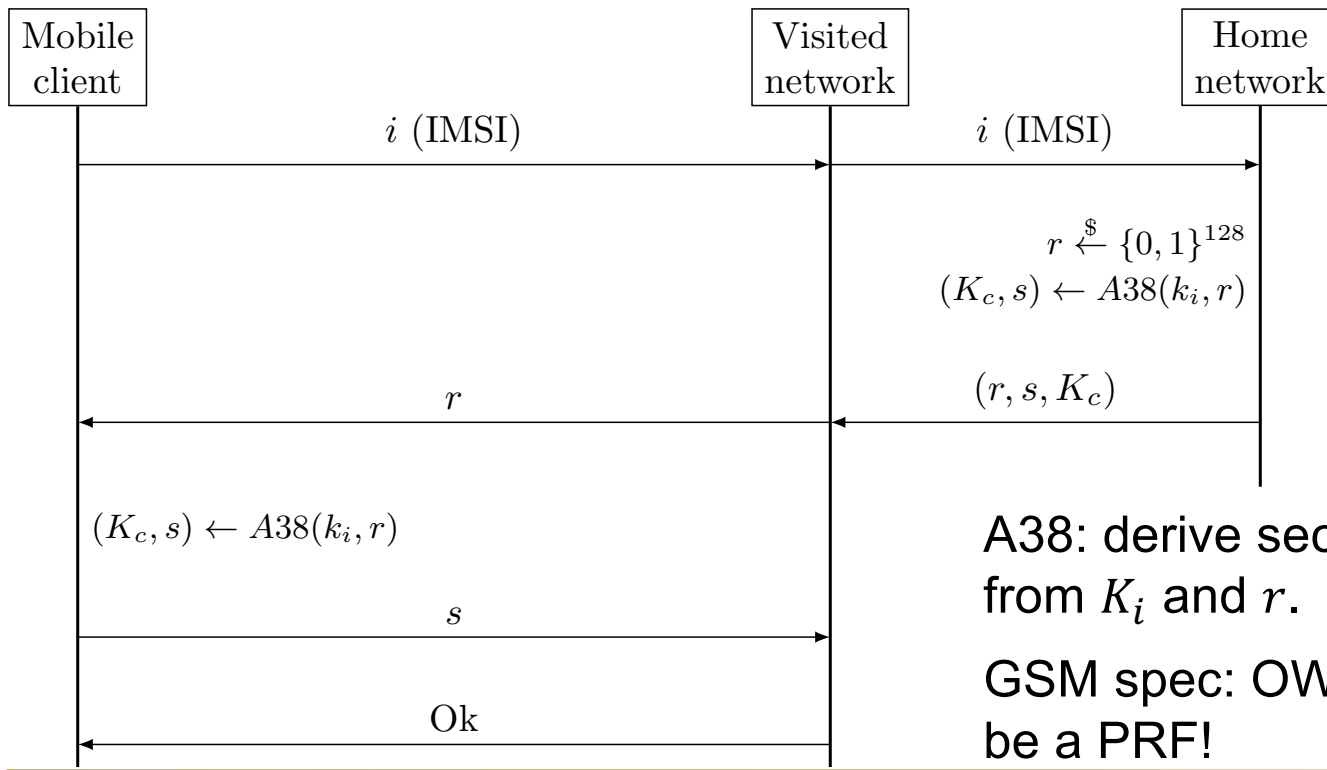 Mobile
client
Visited
network
Home
network
i (IMSI)
i (IMSI)
r ←$ {0, 1}^128
(K_c, s) ← A38(k_i, r)
(r, s, K_c)
r
(K_c, s) ← A38(k_i, r)
A38: derive sec
from K_i and r.
s
GSM spec: OW
be a PRF!
Ok